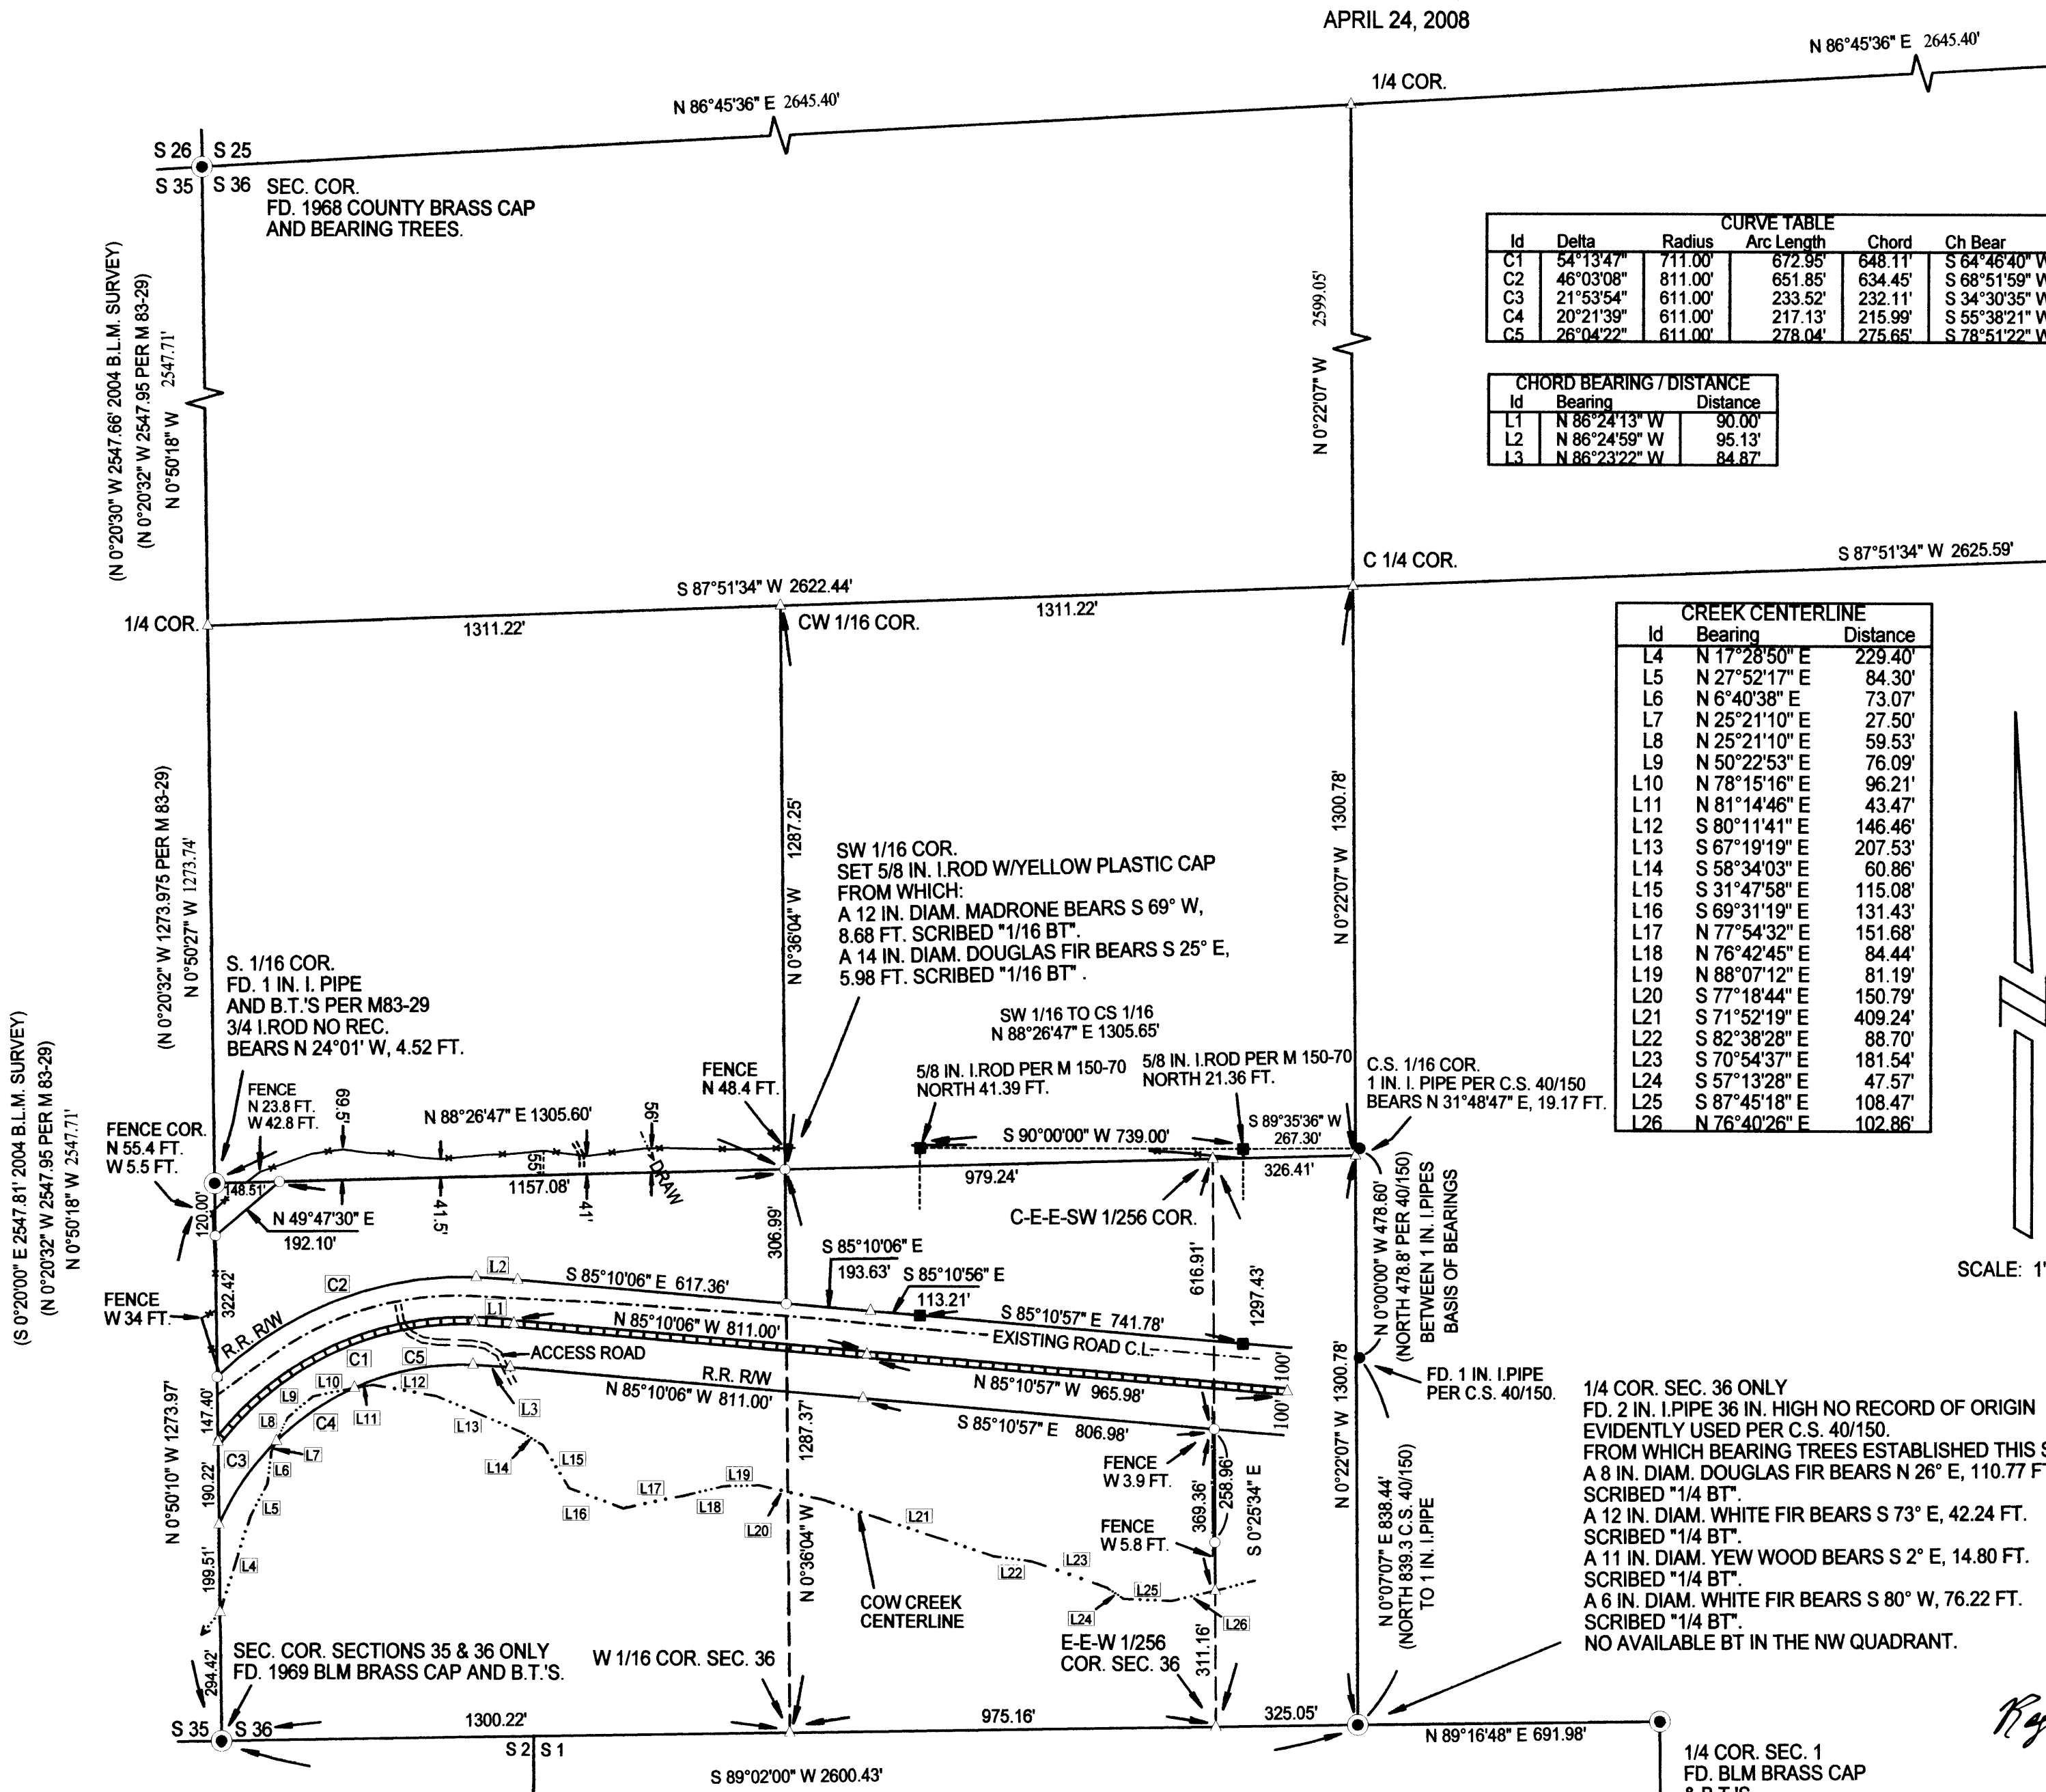 APRIL 24, 2008
N 86°45'36" E 2645.40'
1/4 COR.
N 86°45'36" E 2645.40'
S 26 S 25
S 35 S 36
SEC. COR.
FD. 1968 COUNTY BRASS CAP
AND BEARING TREES.
(N 0°20'30" W 2547.66' 2004 B.L.M. SURVEY)
(N 0°20'32" W 2547.95 PER M 83-29)
N 0°50'18" W 2547.71'
N 0°22'07" W 2599.05'
CURVE TABLE
Id Delta Radius Arc Length Chord Ch Bear
C1 54°13'47" 711.00' 672.95' 648.11' S 64°46'40" W
C2 46°03'08" 811.00' 651.85' 634.45' S 68°51'59" W
C3 21°53'54" 611.00' 233.52' 232.11' S 34°30'35" W
C4 20°21'39" 611.00' 217.13' 215.99' S 55°38'21" W
C5 26°04'22" 611.00' 278.04' 275.65' S 78°51'22" W
CHORD BEARING / DISTANCE
Id Bearing Distance
L1 N 86°24'13" W 90.00'
L2 N 86°24'59" W 95.13'
L3 N 86°23'22" W 84.87'
C 1/4 COR.
S 87°51'34" W 2625.59'
S 87°51'34" W 2622.44'
1/4 COR.
1311.22'
CW 1/16 COR.
1311.22'
CREEK CENTERLINE
Id Bearing Distance
L4 N 17°28'50" E 229.40'
L5 N 27°52'17" E 84.30'
L6 N 6°40'38" E 73.07'
L7 N 25°21'10" E 27.50'
L8 N 25°21'10" E 59.53'
L9 N 50°22'53" E 76.09'
L10 N 78°15'16" E 96.21'
L11 N 81°14'46" E 43.47'
L12 S 80°11'41" E 146.46'
L13 S 67°19'19" E 207.53'
L14 S 58°34'03" E 60.86'
L15 S 31°47'58" E 115.08'
L16 S 69°31'19" E 131.43'
L17 N 77°54'32" E 151.68'
L18 N 76°42'45" E 84.44'
L19 N 88°07'12" E 81.19'
L20 S 77°18'44" E 150.79'
L21 S 71°52'19" E 409.24'
L22 S 82°38'28" E 88.70'
L23 S 70°54'37" E 181.54'
L24 S 57°13'28" E 47.57'
L25 S 87°45'18" E 108.47'
L26 N 76°40'26" E 102.86'
(N 0°20'32" W 1273.975 PER M 83-29)
N 0°50'27" W 1273.74'
N 0°36'04" W 1287.25'
N 0°22'07" W 1300.78'
SW 1/16 COR.
SET 5/8 IN. I.ROD W/YELLOW PLASTIC CAP
FROM WHICH:
A 12 IN. DIAM. MADRONE BEARS S 69° W,
8.68 FT. SCRIBED "1/16 BT".
A 14 IN. DIAM. DOUGLAS FIR BEARS S 25° E,
5.98 FT. SCRIBED "1/16 BT" .
S. 1/16 COR.
FD. 1 IN. I. PIPE
AND B.T.'S PER M83-29
3/4 I.ROD NO REC.
BEARS N 24°01' W, 4.52 FT.
SW 1/16 TO CS 1/16
N 88°26'47" E 1305.65'
5/8 IN. I.ROD PER M 150-70
NORTH 41.39 FT.
5/8 IN. I.ROD PER M 150-70
NORTH 21.36 FT.
C.S. 1/16 COR.
1 IN. I. PIPE PER C.S. 40/150
BEARS N 31°48'47" E, 19.17 FT.
FENCE
N 48.4 FT.
FENCE
N 23.8 FT.
W 42.8 FT.
FENCE COR.
N 55.4 FT.
W 5.5 FT.
69.5'
N 88°26'47" E 1305.60'
56'
S 90°00'00" W 739.00'
S 89°35'36" W
267.30'
(S 0°20'00" E 2547.81' 2004 B.L.M. SURVEY)
(N 0°20'32" W 2547.95 PER M 83-29)
N 0°50'18" W 2547.71'
148.51'
120.00'
55'
DRAW
1157.08'
41.5'
41'
979.24'
326.41'
N 49°47'30" E
192.10'
C-E-E-SW 1/256 COR.
306.99'
616.91'
1297.43'
N 0°00'00" W 478.60'
(NORTH 478.8' PER 40/150)
BETWEEN 1 IN. I.PIPES
BASIS OF BEARINGS
SCALE: 1'
S 85°10'06" E
193.63'
S 85°10'56" E
113.21'
C2
L2
S 85°10'06" E 617.36'
S 85°10'57" E 741.78'
EXISTING ROAD C.L.
FENCE
W 34 FT.
322.42'
R.R. R/W
L1
N 85°10'06" W 811.00'
C1
C5
ACCESS ROAD
R.R. R/W
N 85°10'06" W 811.00'
N 85°10'57" W 965.98'
S 85°10'57" E 806.98'
100'
100'
L3
L10
L12
L9
L11
L8
C4
L13
L7
147.40'
C3
L6
L14
L15
L5
L16
L17
L18
L19
L20
L21
L4
190.22'
N 0°50'10" W 1273.97'
199.51'
294.42'
1287.37'
N 0°36'04" W
COW CREEK
CENTERLINE
L22
L23
L24
L25
L26
FENCE
W 3.9 FT.
258.96'
369.36'
S 0°25'34" E
FENCE
W 5.8 FT.
311.16'
N 0°22'07" W 1300.78'
N 0°07'07" E 838.44'
(NORTH 839.3 C.S. 40/150)
TO 1 IN. I.PIPE
FD. 1 IN. I.PIPE
PER C.S. 40/150.
1/4 COR. SEC. 36 ONLY
FD. 2 IN. I.PIPE 36 IN. HIGH NO RECORD OF ORIGIN
EVIDENTLY USED PER C.S. 40/150.
FROM WHICH BEARING TREES ESTABLISHED THIS S
A 8 IN. DIAM. DOUGLAS FIR BEARS N 26° E, 110.77 F
SCRIBED "1/4 BT".
A 12 IN. DIAM. WHITE FIR BEARS S 73° E, 42.24 FT.
SCRIBED "1/4 BT".
A 11 IN. DIAM. YEW WOOD BEARS S 2° E, 14.80 FT.
SCRIBED "1/4 BT".
A 6 IN. DIAM. WHITE FIR BEARS S 80° W, 76.22 FT.
SCRIBED "1/4 BT".
NO AVAILABLE BT IN THE NW QUADRANT.
SEC. COR. SECTIONS 35 & 36 ONLY
FD. 1969 BLM BRASS CAP AND B.T.'S.
W 1/16 COR. SEC. 36
E-E-W 1/256
COR. SEC. 36
S 35 S 36
1300.22'
975.16'
325.05'
N 89°16'48" E 691.98'
S 2 S 1
S 89°02'00" W 2600.43'
1/4 COR. SEC. 1
FD. BLM BRASS CAP
& B.T.'S